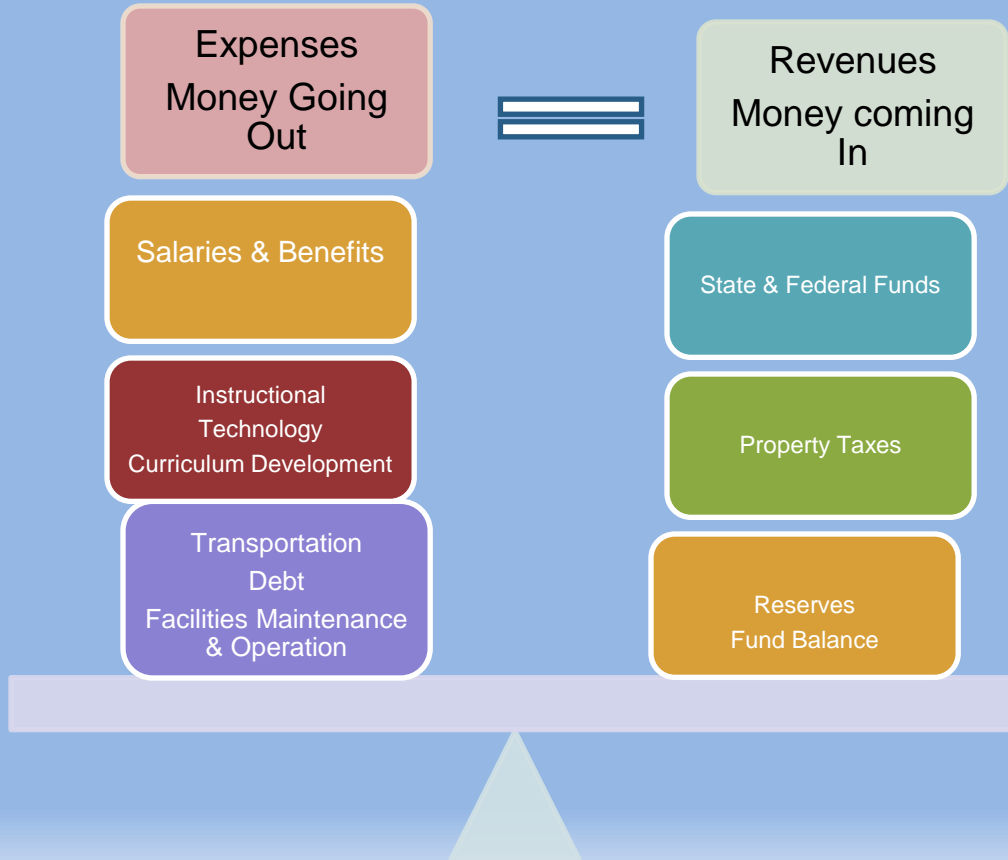 Expenses
Money Going
Out
Revenues
Money coming
In
Salaries & Benefits
Instructional
Technology
Curriculum Development
Transportation
Debt
Facilities Maintenance
& Operation
State & Federal Funds
Property Taxes
Reserves
Fund Balance